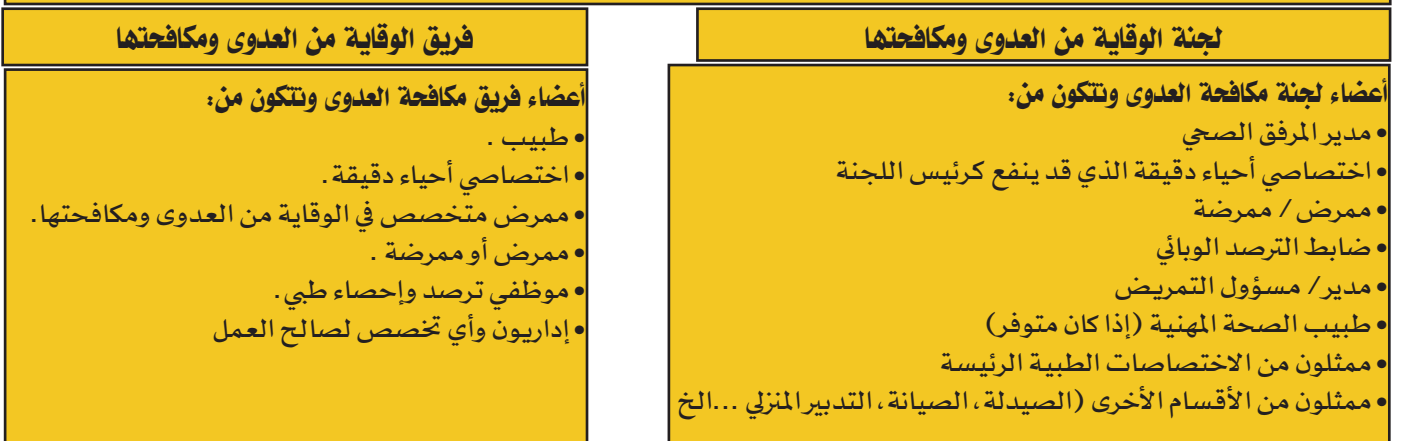 لجنة الوقاية من العدوى ومكافحتها
أعضاء لجنة مكافحة العدوى وتتكون من:
• مدير المرفق الصحي
• اختصاصي أحياء دقيقة الذي قد ينفع كرئيس اللجنة
• ممرض / ممرضة
• ضابط الترصد الوبائي
• مدير/ مسؤول التمريض
• طبيب الصحة المهنية (إذا كان متوفر)
• ممثلون من الاختصاصات الطبية الرئيسة
• ممثلون من الأقسام الأخرى (الصيدلة، الصيانة، التدبير المنزلي ...الخ
فريق الوقاية من العدوى ومكافحتها
أعضاء فريق مكافحة العدوى وتتكون من:
• طبيب .
• اختصاصي أحياء دقيقة.
• ممرض متخصص في الوقاية من العدوى ومكافحتها.
• ممرض أو ممرضة .
• موظفي ترصد وإحصاء طبي.
• إداريون وأي تخصص لصالح العمل